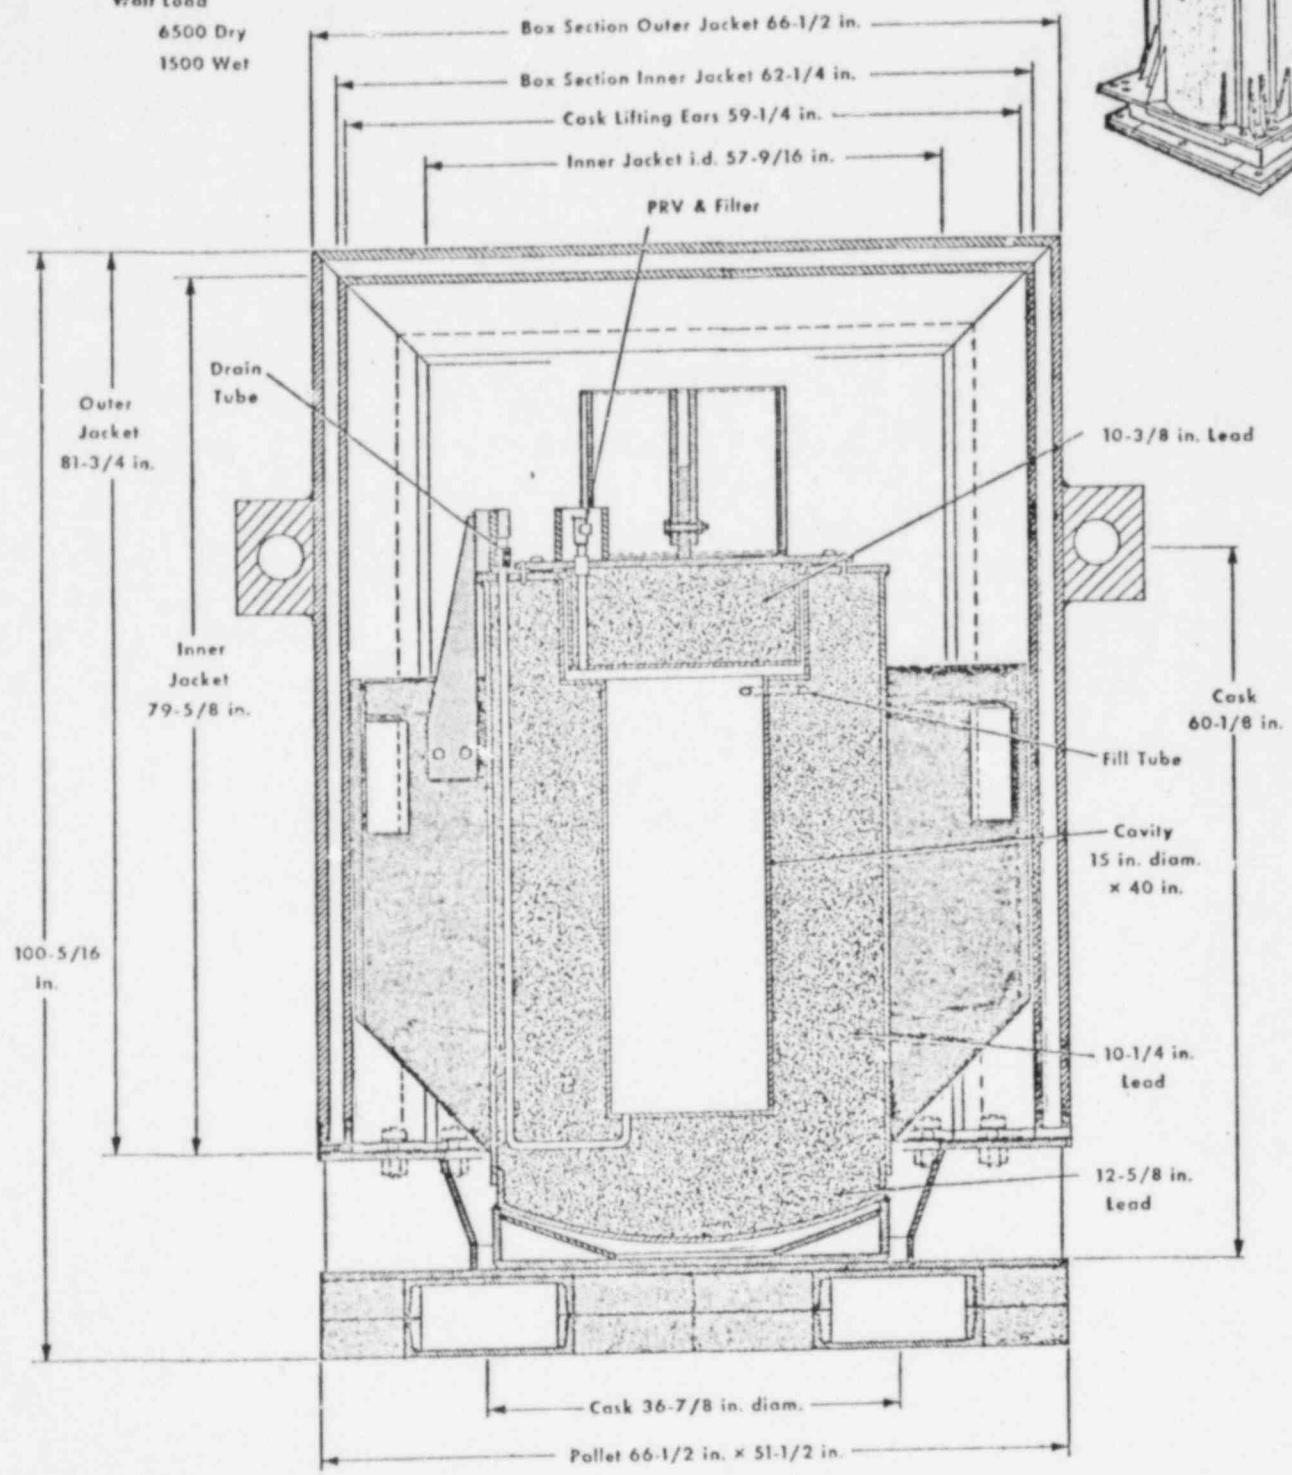 Watt Load
6500 Dry
1500 Wet
Box Section Outer Jacket 66-1/2 in.
Box Section Inner Jacket 62-1/4 in.
Cask Lifting Ears 59-1/4 in.
Inner Jacket i.d. 57-9/16 in.
PRV & Filter
Drain
Tube
Outer
Jacket
81-3/4 in.
10-3/8 in. Lead
Inner
Jacket
79-5/8 in.
Cask
60-1/8 in.
Fill Tube
Cavity
15 in. diam.
× 40 in.
100-5/16
in.
10-1/4 in.
Lead
12-5/8 in.
Lead
Cask 36-7/8 in. diam.
Pallet 66-1/2 in. × 51-1/2 in.